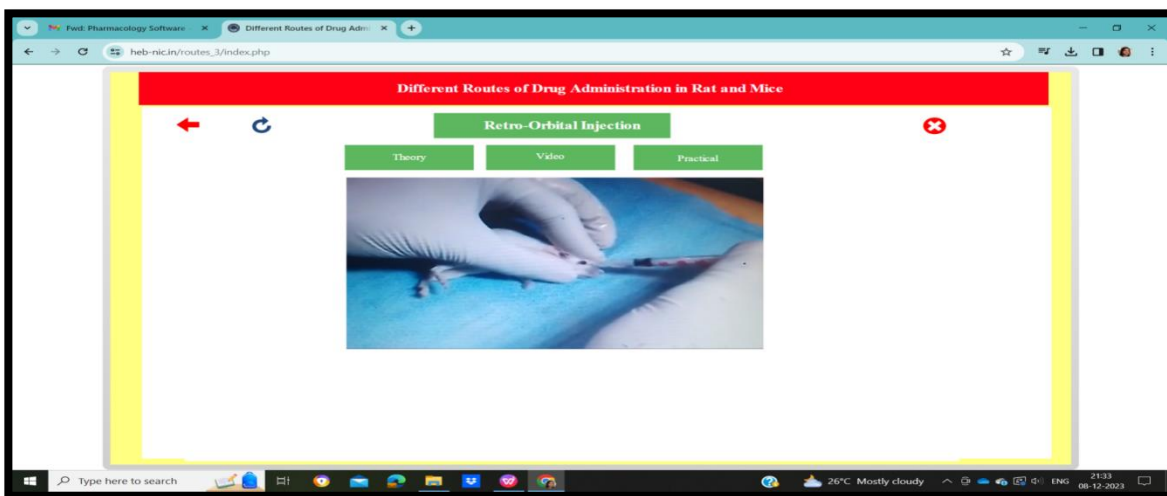 Fwd: Pharmacology Software
Different Routes of Drug Adm
heb-nic.in/routes_3/index.php
Different Routes of Drug Administration in Rat and Mice
Retro-Orbital Injection
Theory
Video
Practical
Type here to search
26°C Mostly cloudy
ENG
21:33
08-12-2023